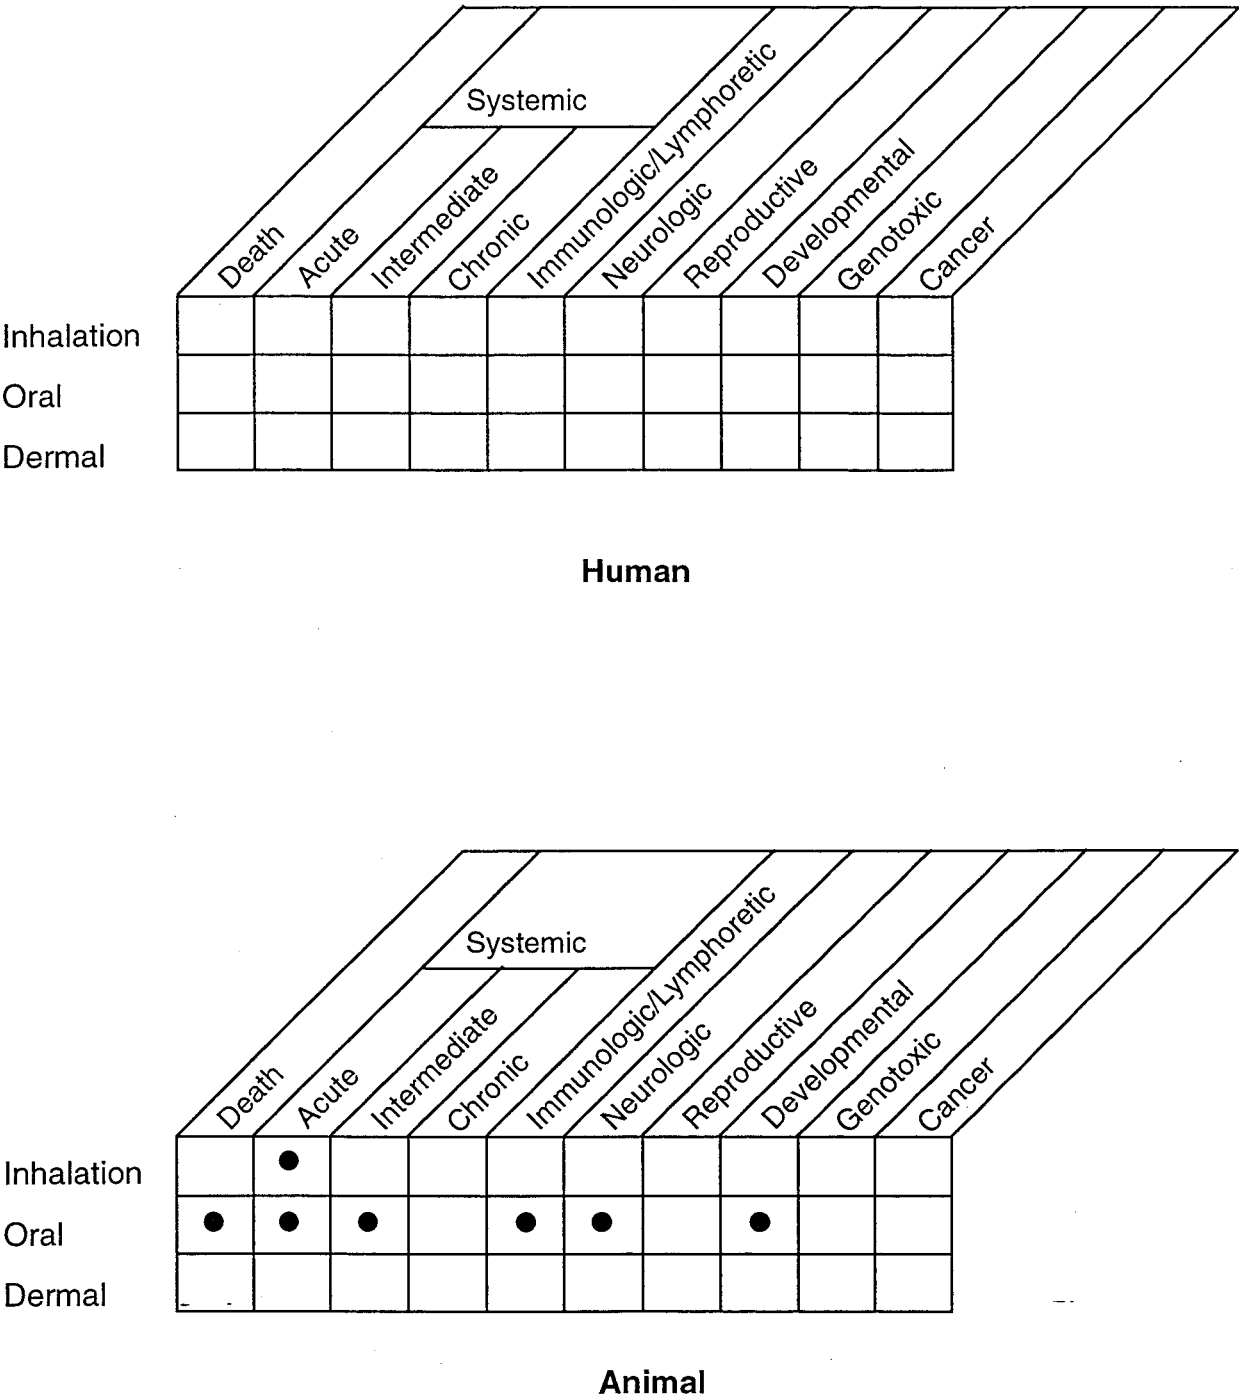 Systemic
Death
Acute
Intermediate
Chronic
Immunologic/Lymphoretic
Neurologic
Reproductive
Developmental
Genotoxic
Cancer
Inhalation
Oral
Dermal
Human
Systemic
Death
Acute
Intermediate
Chronic
Immunologic/Lymphoretic
Neurologic
Reproductive
Developmental
Genotoxic
Cancer
Inhalation
Oral
Dermal
Animal